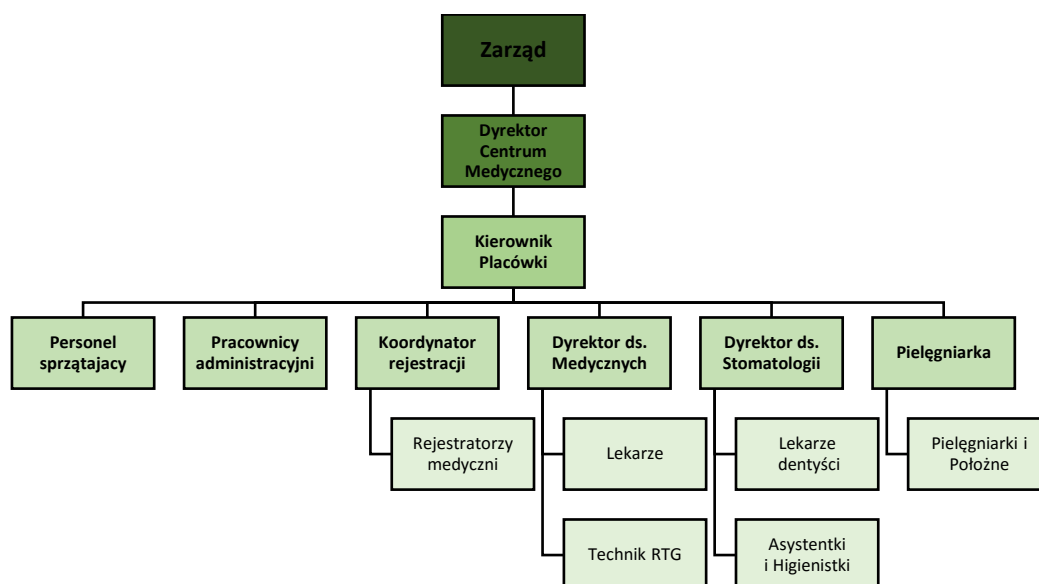 Zarząd
Dyrektor
Centrum
Medycznego
Kierownik
Placówki
Personel
sprzątajacy
Pracownicy
administracyjni
Koordynator
rejestracji
Dyrektor ds.
Medycznych
Dyrektor ds.
Stomatologii
Pielęgniarka
Rejestratorzy
medyczni
Lekarze
Lekarze
dentyści
Pielęgniarki i
Położne
Technik RTG
Asystentki
i Higienistki